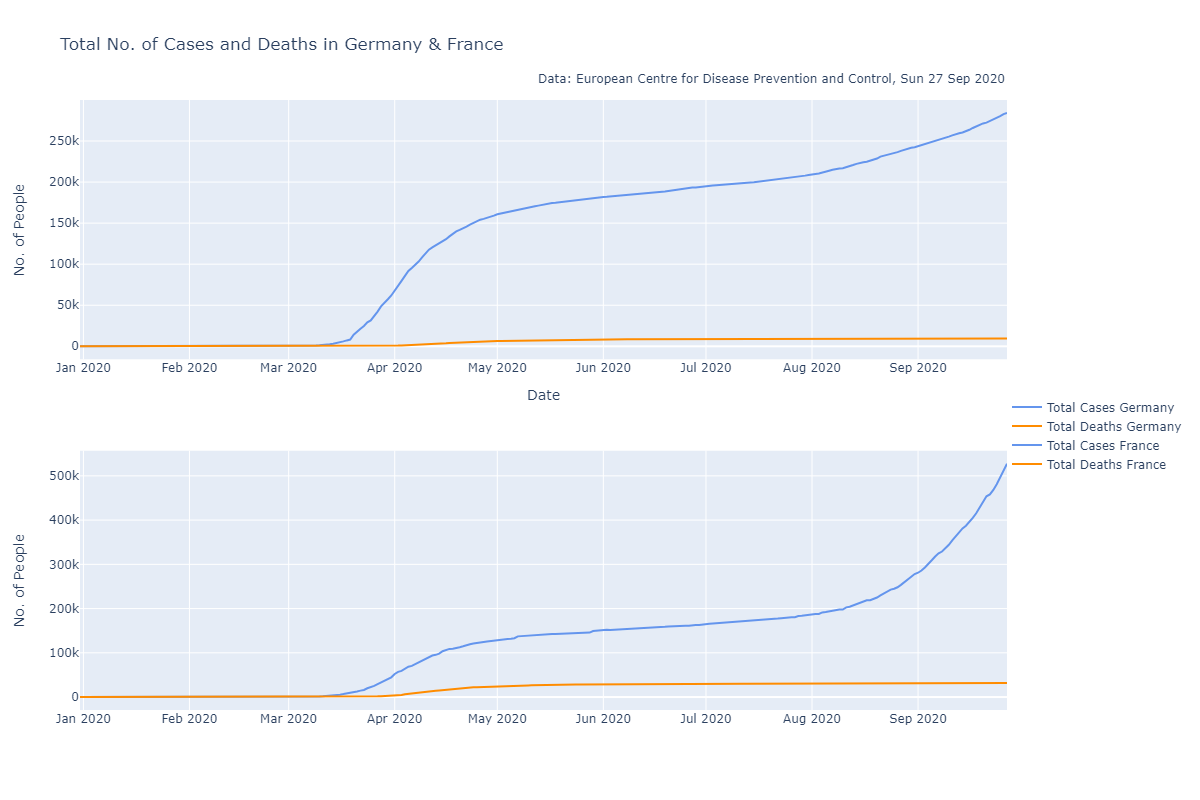 Total No. of Cases and Deaths in Germany & France
Data: European Centre for Disease Prevention and Control, Sun 27 Sep 2020
No. of People
250k
200k
150k
100k
50k
0
Jan 2020 Feb 2020 Mar 2020 Apr 2020 May 2020 Jun 2020 Jul 2020 Aug 2020 Sep 2020
Date
Total Cases Germany
Total Deaths Germany
Total Cases France
Total Deaths France
No. of People
500k
400k
300k
200k
100k
0
Jan 2020 Feb 2020 Mar 2020 Apr 2020 May 2020 Jun 2020 Jul 2020 Aug 2020 Sep 2020